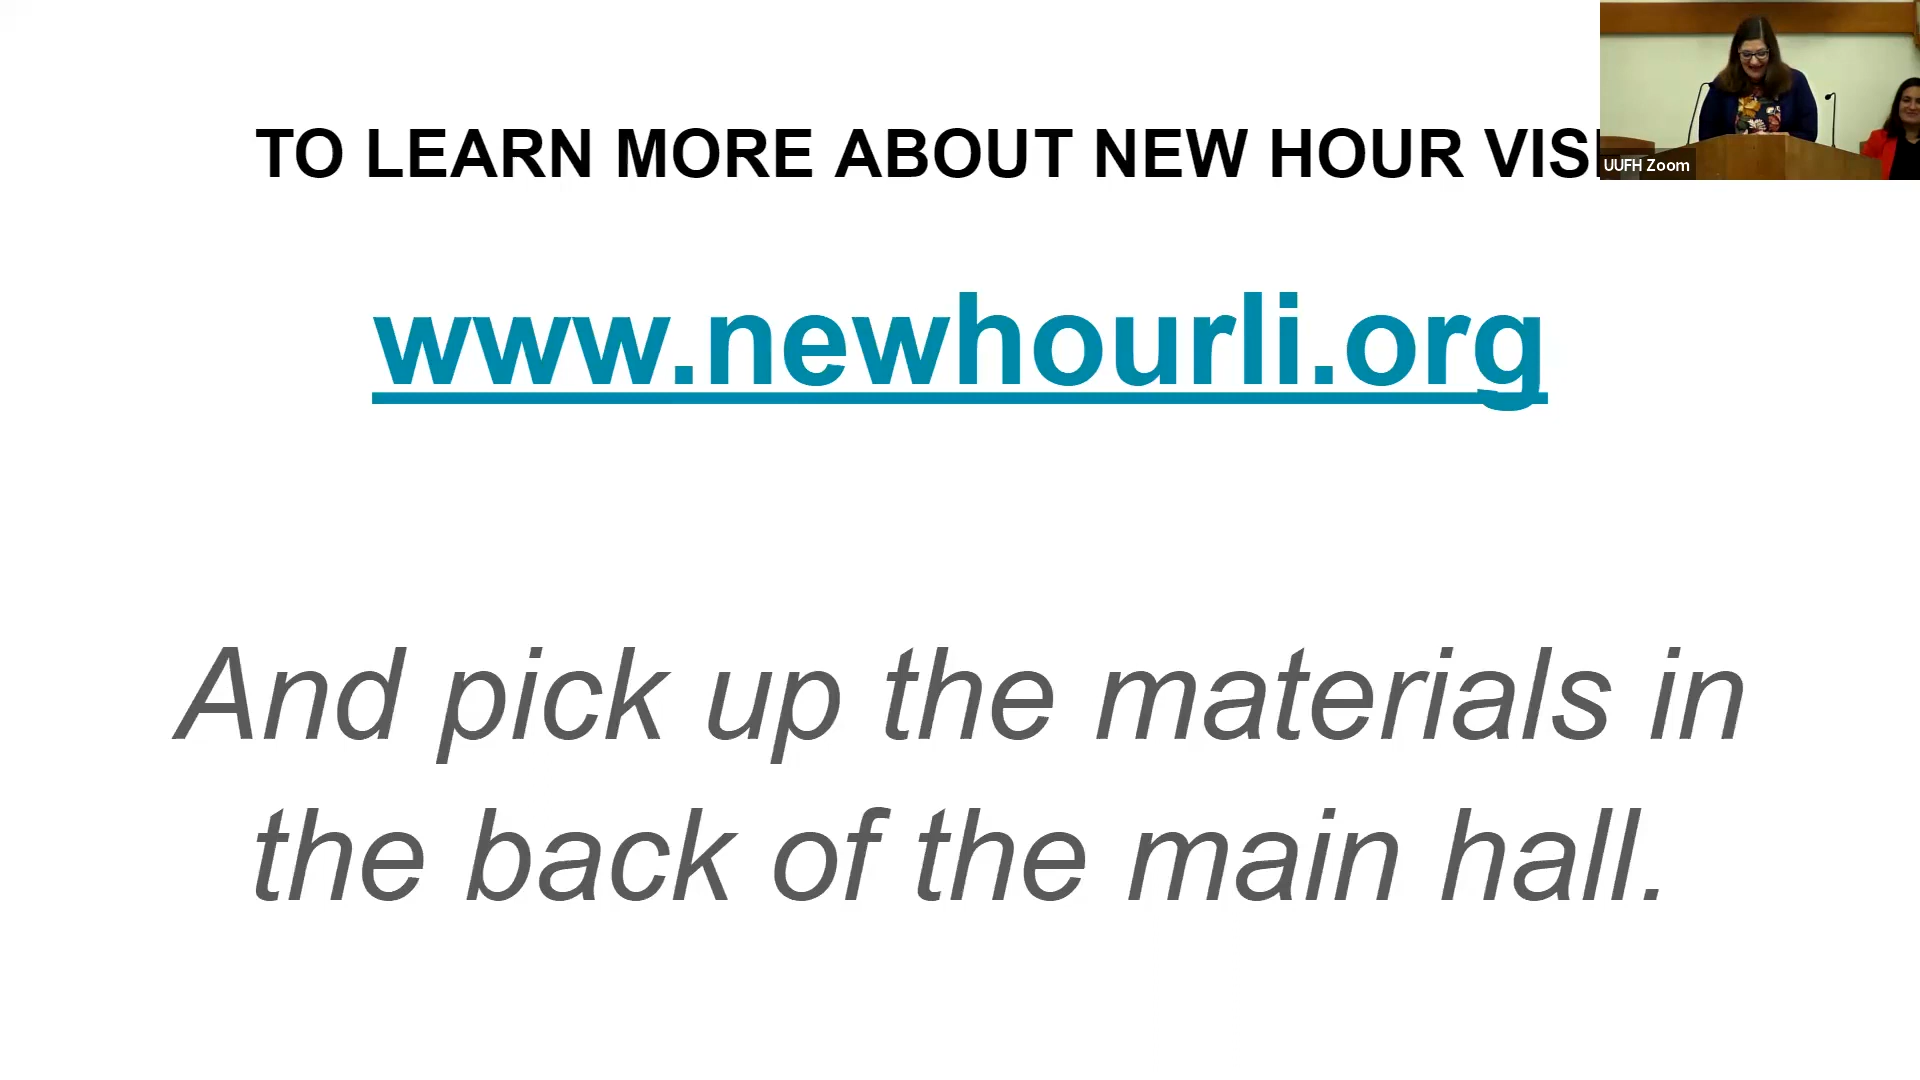 TO LEARN MORE ABOUT NEW HOUR VIS
UUFH Zoom
www.newhourli.org
And pick up the materials in
the back of the main hall.